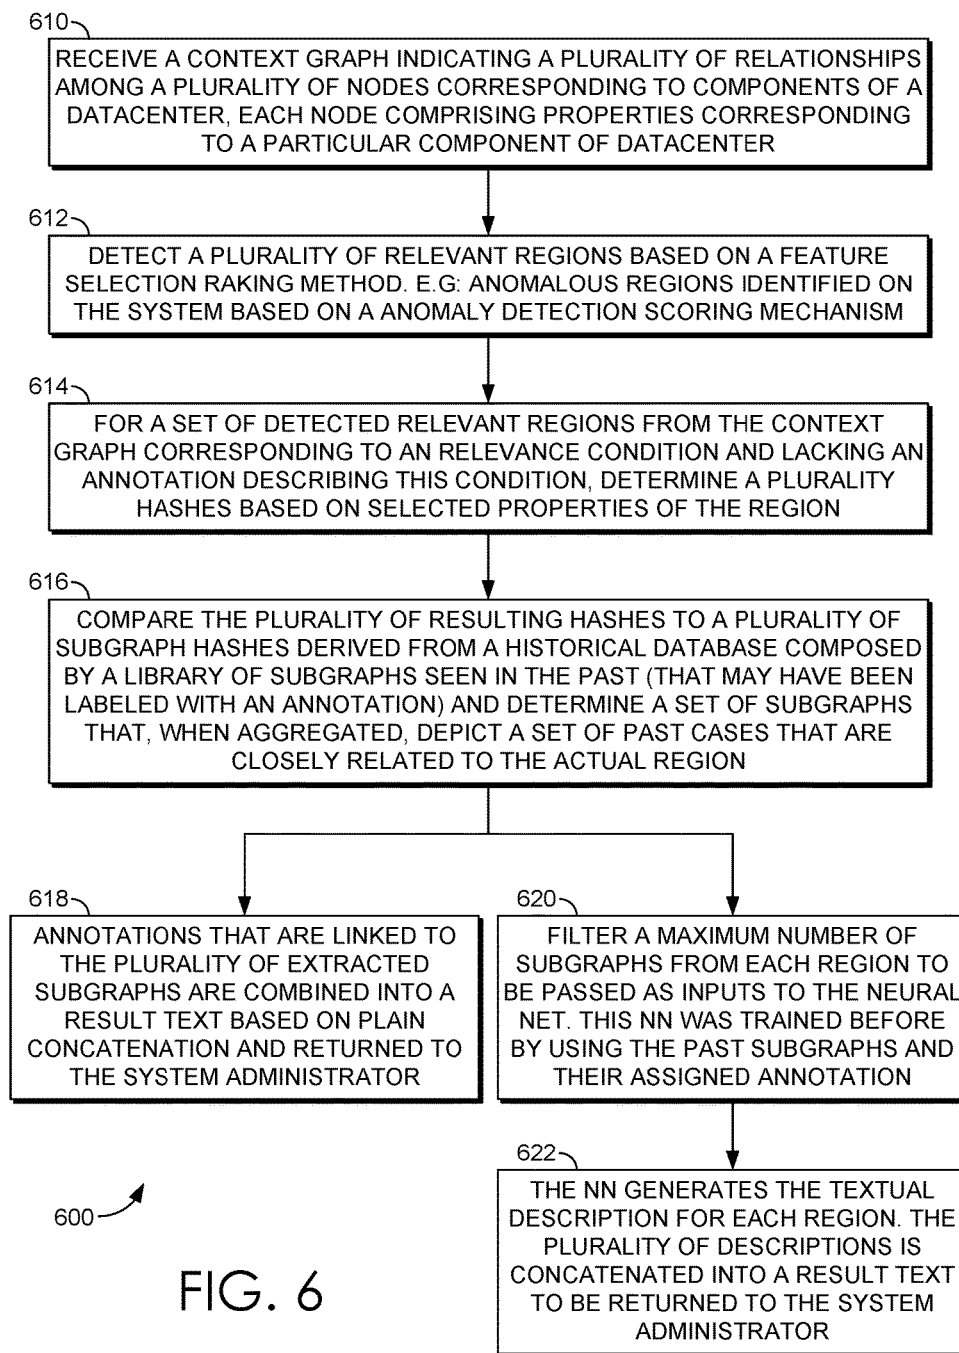 610
RECEIVE A CONTEXT GRAPH INDICATING A PLURALITY OF RELATIONSHIPS
AMONG A PLURALITY OF NODES CORRESPONDING TO COMPONENTS OF A
DATACENTER, EACH NODE COMPRISING PROPERTIES CORRESPONDING
TO A PARTICULAR COMPONENT OF DATACENTER
612
DETECT A PLURALITY OF RELEVANT REGIONS BASED ON A FEATURE
SELECTION RAKING METHOD. E.G: ANOMALOUS REGIONS IDENTIFIED ON
THE SYSTEM BASED ON A ANOMALY DETECTION SCORING MECHANISM
614
FOR A SET OF DETECTED RELEVANT REGIONS FROM THE CONTEXT
GRAPH CORRESPONDING TO AN RELEVANCE CONDITION AND LACKING AN
ANNOTATION DESCRIBING THIS CONDITION, DETERMINE A PLURALITY
HASHES BASED ON SELECTED PROPERTIES OF THE REGION
616
COMPARE THE PLURALITY OF RESULTING HASHES TO A PLURALITY OF
SUBGRAPH HASHES DERIVED FROM A HISTORICAL DATABASE COMPOSED
BY A LIBRARY OF SUBGRAPHS SEEN IN THE PAST (THAT MAY HAVE BEEN
LABELED WITH AN ANNOTATION) AND DETERMINE A SET OF SUBGRAPHS
THAT, WHEN AGGREGATED, DEPICT A SET OF PAST CASES THAT ARE
CLOSELY RELATED TO THE ACTUAL REGION
618
ANNOTATIONS THAT ARE LINKED TO
THE PLURALITY OF EXTRACTED
SUBGRAPHS ARE COMBINED INTO A
RESULT TEXT BASED ON PLAIN
CONCATENATION AND RETURNED TO
THE SYSTEM ADMINISTRATOR
620
FILTER A MAXIMUM NUMBER OF
SUBGRAPHS FROM EACH REGION TO
BE PASSED AS INPUTS TO THE NEURAL
NET. THIS NN WAS TRAINED BEFORE
BY USING THE PAST SUBGRAPHS AND
THEIR ASSIGNED ANNOTATION
622
THE NN GENERATES THE TEXTUAL
DESCRIPTION FOR EACH REGION. THE
PLURALITY OF DESCRIPTIONS IS
CONCATENATED INTO A RESULT TEXT
TO BE RETURNED TO THE SYSTEM
ADMINISTRATOR
600
FIG. 6